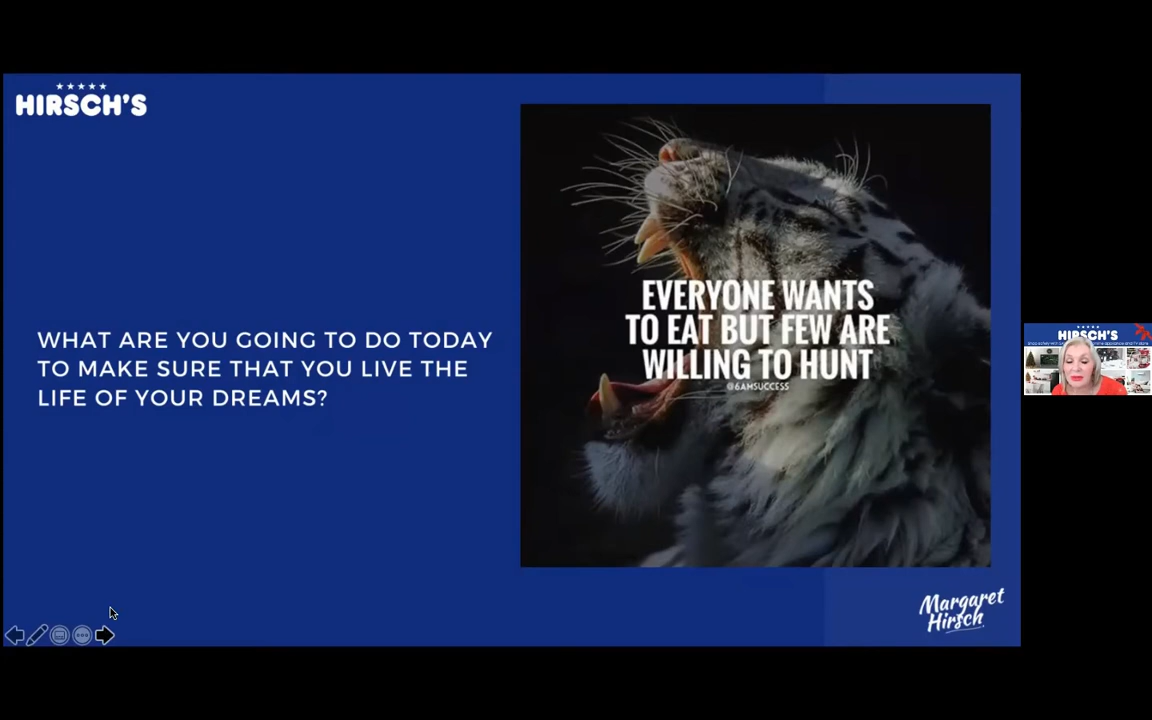 HIRSCH'S
WHAT ARE YOU GOING TO DO TODAY
TO MAKE SURE THAT YOU LIVE THE
LIFE OF YOUR DREAMS?
EVERYONE WANTS
TO EAT BUT FEW ARE
WILLING TO HUNT
@6AMSUCCESS
Margaret
Hirsch
HIRSCH'S